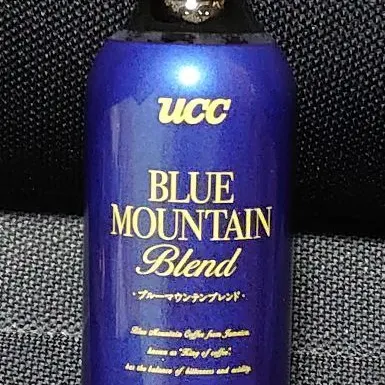 ucc
BLUE
MOUNTAIN
Blend
・ブルーマウンテンブレンド・
Blue Mountain Coffee from Jamaica
known as "King of coffee",
has the balance of bitterness and acidity